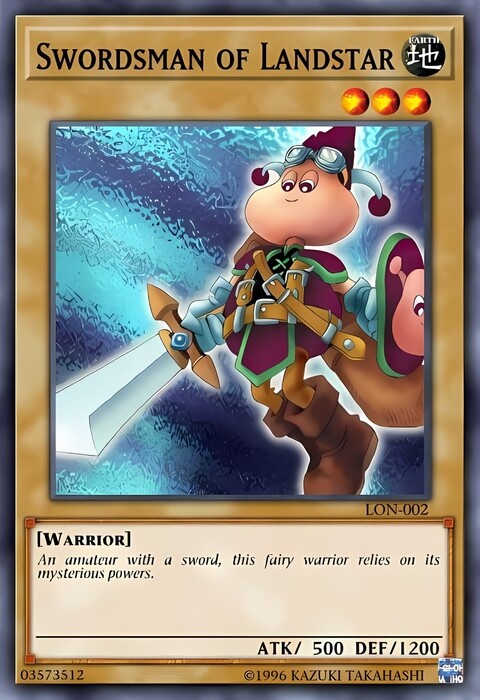 Swordsman of Landstar
EARTH
地
LON-002
[Warrior]
An amateur with a sword, this fairy warrior relies on its
mysterious powers.
ATK/ 500 DEF/1200
03573512
©1996 KAZUKI TAKAHASHI